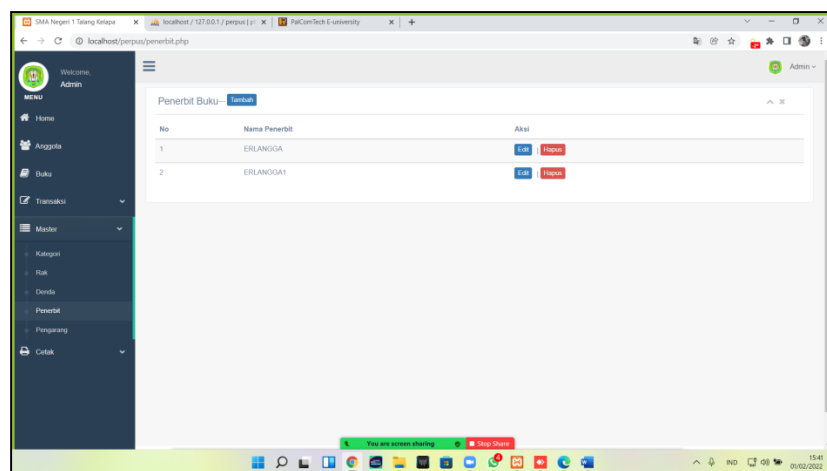 SMA Negeri 1 Talang Kelapa
localhost / 127.0.0.1 / perpus | p
PalComTech E-university
localhost/perpus/penerbit.php
Welcome,
Admin
MENU
Home
Anggota
Buku
Transaksi
Master
Kategori
Rak
Denda
Penerbit
Pengarang
Cetak
Admin
Penerbit Buku-- Tambah
No Nama Penerbit Aksi
1 ERLANGGA Edit | Hapus
2 ERLANGGA1 Edit | Hapus
You are screen sharing Stop Share
IND 15:41
01/02/2022